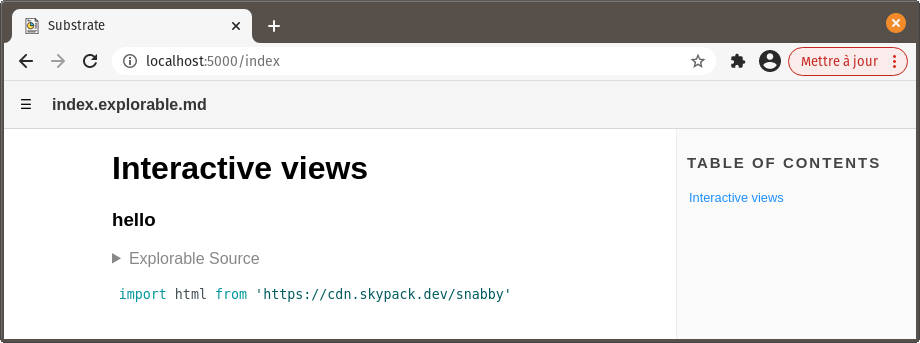 Substrate
localhost:5000/index
Mettre à jour
☰ index.explorable.md
Interactive views
hello
▶ Explorable Source
import html from 'https://cdn.skypack.dev/snabby'
TABLE OF CONTENTS
Interactive views